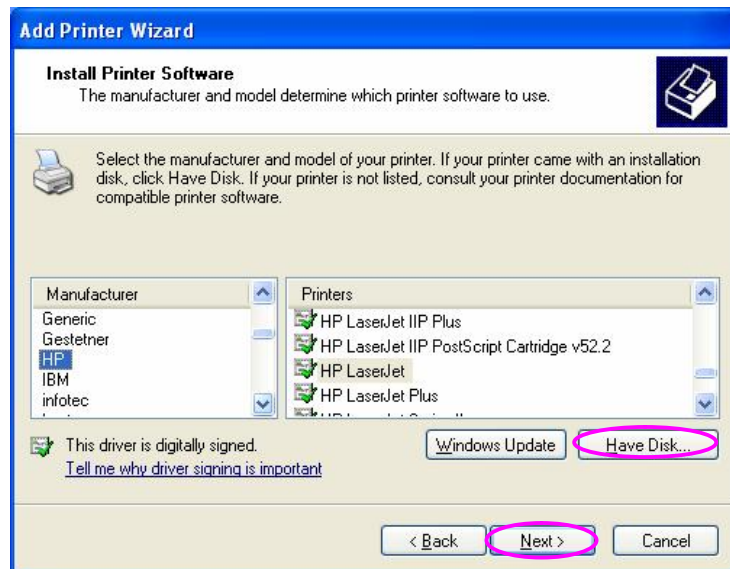 Add Printer Wizard
Install Printer Software
The manufacturer and model determine which printer software to use.
Select the manufacturer and model of your printer. If your printer came with an installation
disk, click Have Disk. If your printer is not listed, consult your printer documentation for
compatible printer software.
Manufacturer
Generic
Gestetner
HP
IBM
infotec
Printers
HP LaserJet IIP Plus
HP LaserJet IIP PostScript Cartridge v52.2
HP LaserJet
HP LaserJet Plus
This driver is digitally signed.
Tell me why driver signing is important
Windows Update
Have Disk...
< Back
Next >
Cancel